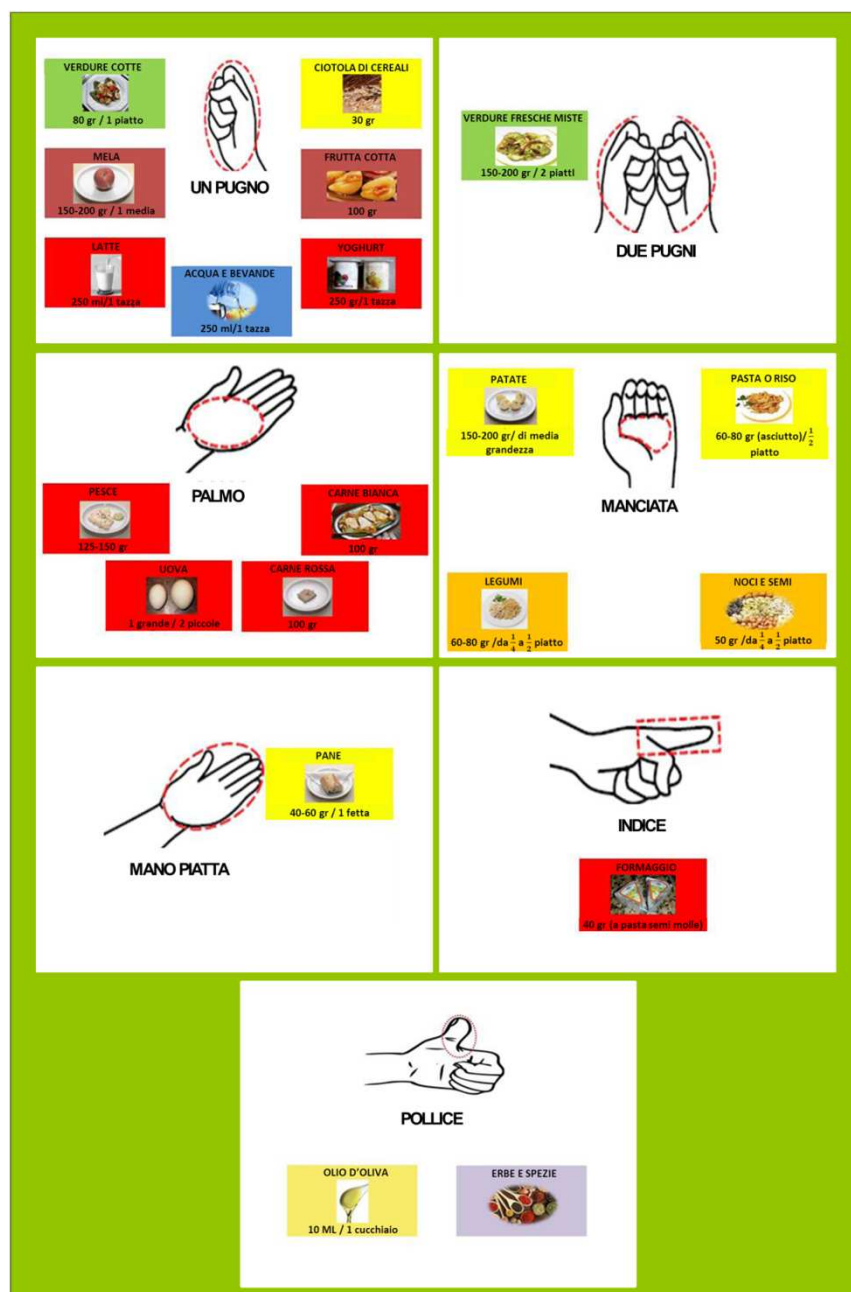 VERDURE COTTE
80 gr / 1 piatto
CIOTOLA DI CEREALI
30 gr
MELA
150-200 gr / 1 media
UN PUGNO
FRUTTA COTTA
100 gr
LATTE
250 ml/1 tazza
ACQUA E BEVANDE
250 ml/1 tazza
YOGHURT
250 gr/1 tazza
VERDURE FRESCHE MISTE
150-200 gr / 2 piatti
DUE PUGNI
PALMO
PESCE
125-150 gr
CARNE BIANCA
100 gr
UOVA
1 grande / 2 piccole
CARNE ROSSA
100 gr
PATATE
150-200 gr/ di media
grandezza
PASTA O RISO
60-80 gr (asciutto)/ 1/2
piatto
MANCIATA
LEGUMI
60-80 gr /da 1/4 a 1/2 piatto
NOCI E SEMI
50 gr /da 1/4 a 1/2 piatto
PANE
40-60 gr / 1 fetta
MANO PIATTA
INDICE
FORMAGGIO
40 gr (a pasta semi molle)
POLLICE
OLIO D'OLIVA
10 ML / 1 cucchiaio
ERBE E SPEZIE